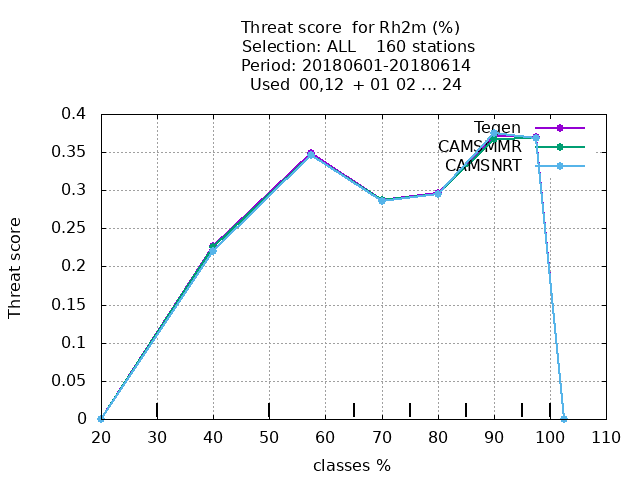 Threat score  for Rh2m (%)
Selection: ALL    160 stations
Period: 20180601-20180614
Used  00,12  + 01 02 ... 24
0.4
0.35
0.3
0.25
0.2
0.15
0.1
0.05
0
Threat score
Tegen
CAMSMMR
CAMSNRT
20 30 40 50 60 70 80 90 100 110
classes %